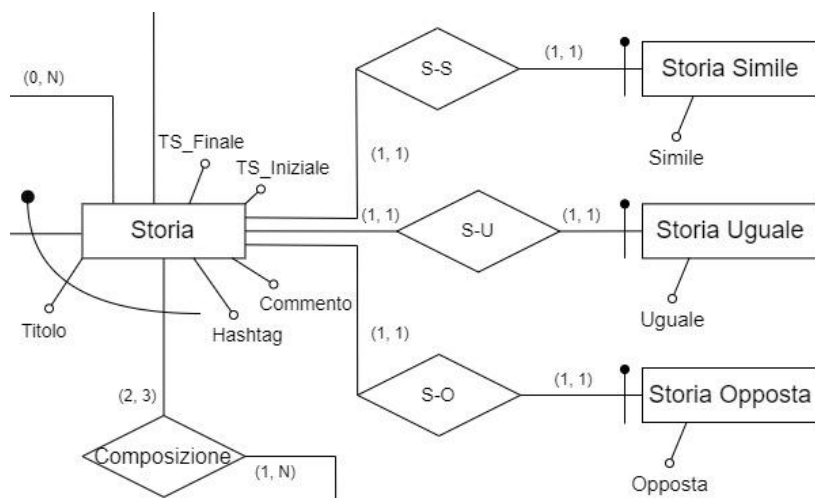 (1, 1)
S-S
Storia Simile
(0, N)
TS_Finale
Simile
TS_Iniziale
(1, 1)
(1, 1)
(1, 1)
Storia
S-U
Storia Uguale
Commento
Uguale
Titolo
Hashtag
(1, 1)
(1, 1)
(2, 3)
S-O
Storia Opposta
Composizione
(1, N)
Opposta